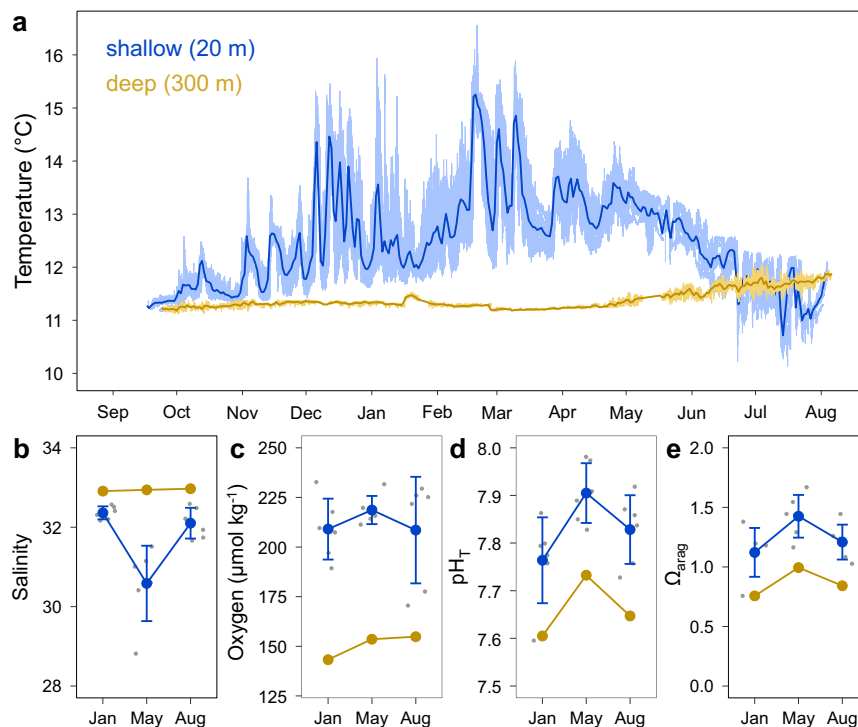 a
shallow (20 m)
deep (300 m)
Temperature (°C)
16
15
14
13
12
11
10
Sep Oct Nov Dec Jan Feb Mar Apr May Jun Jul Aug
b
Salinity
34
32
30
28
Jan May Aug
c
Oxygen (μmol kg⁻¹)
250
225
200
175
150
125
Jan May Aug
d
pH_T
8.0
7.9
7.8
7.7
7.6
7.5
Jan May Aug
e
Ω_arag
2.0
1.5
1.0
0.5
0.0
Jan May Aug